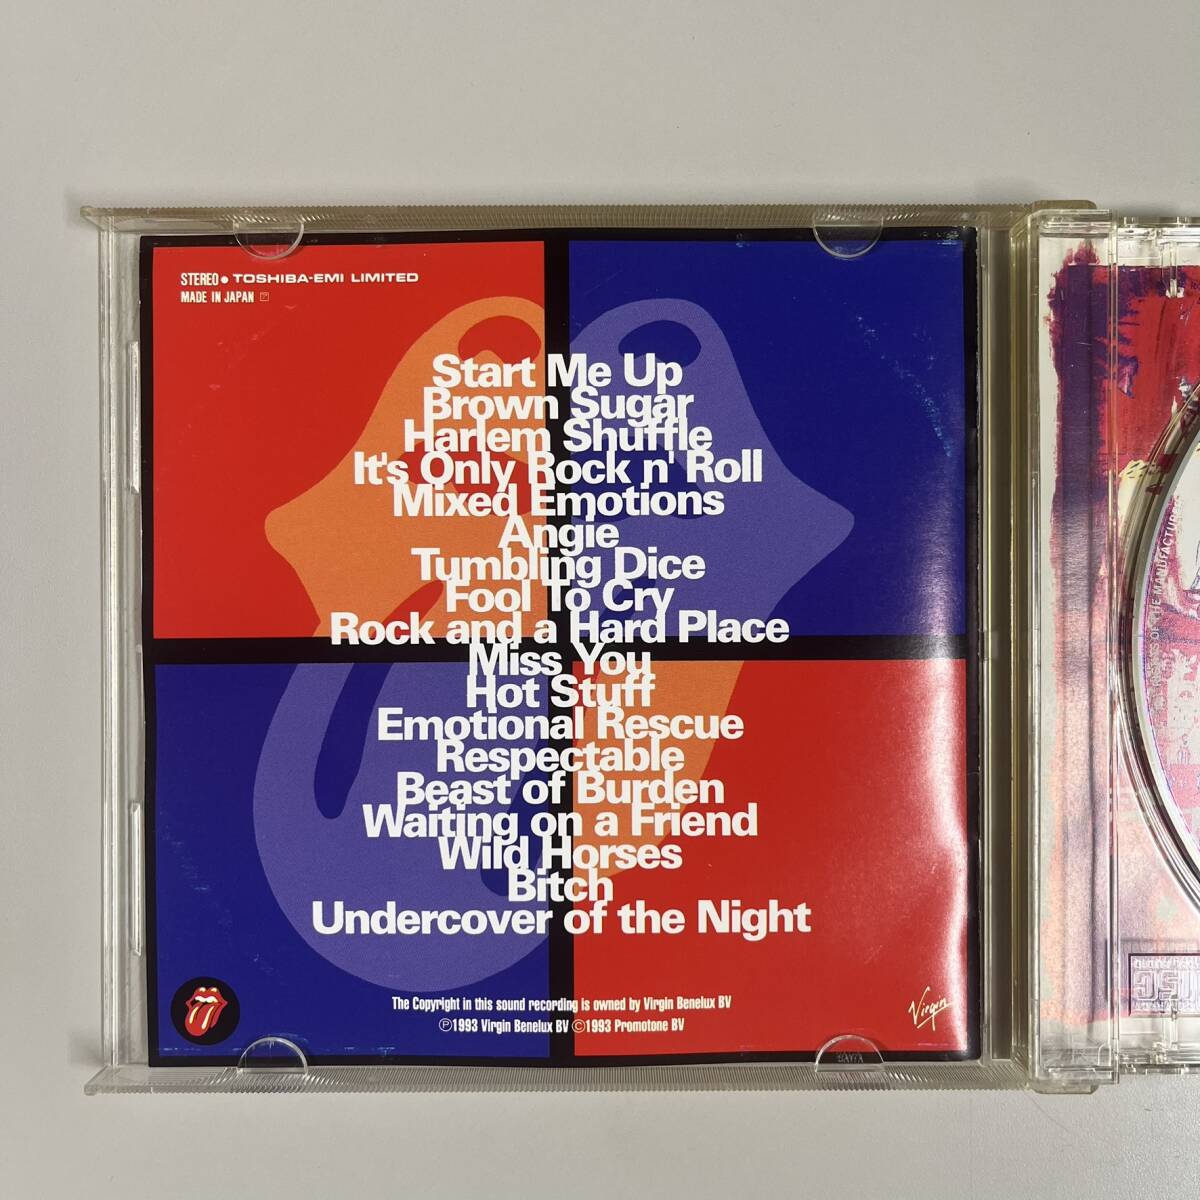 STEREO● TOSHIBA-EMI LIMITED
MADE IN JAPAN Ⓟ
Start Me Up
Brown Sugar
Harlem Shuffle
It's Only Rock n' Roll
Mixed Emotions
Angie
Tumbling Dice
Fool To Cry
Rock and a Hard Place
Miss You
Hot Stuff
Emotional Rescue
Respectable
Beast of Burden
Waiting on a Friend
Wild Horses
Bitch
Undercover of the Night
The Copyright in this sound recording is owned by Virgin Benelux BV
Ⓟ1993 Virgin Benelux BV ©1993 Promotone BV
Virgin
THE MANUFACTUR